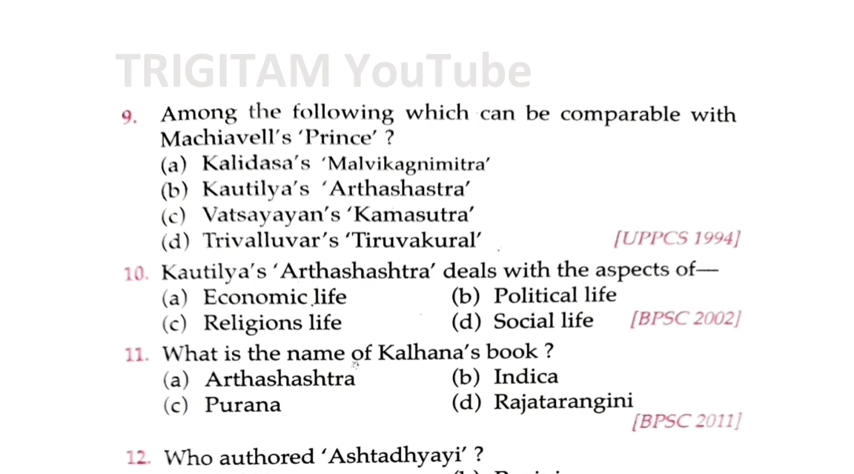 TRIGITAM YouTube
9. Among the following which can be comparable with
Machiavell's 'Prince' ?
(a) Kalidasa's 'Malvikagnimitra'
(b) Kautilya's 'Arthashastra'
(c) Vatsayayan's 'Kamasutra'
(d) Trivalluvar's 'Tiruvakural' [UPPCS 1994]
10. Kautilya's 'Arthashashtra' deals with the aspects of—
(a) Economic life (b) Political life
(c) Religions life (d) Social life [BPSC 2002]
11. What is the name of Kalhana's book ?
(a) Arthashashtra (b) Indica
(c) Purana (d) Rajatarangini
[BPSC 2011]
12. Who authored 'Ashtadhyayi' ?